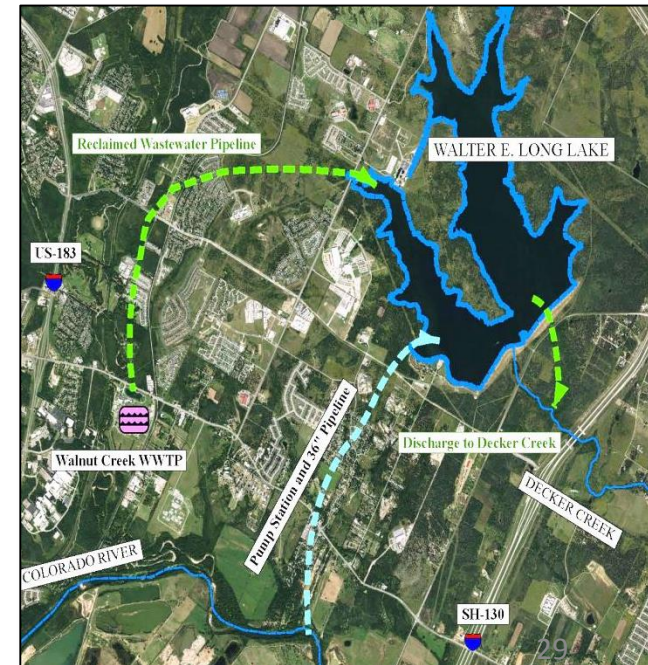 Reclaimed Wastewater Pipeline
WALTER E. LONG LAKE
US-183
Walnut Creek WWTP
Pump Station and 36" Pipeline
Discharge to Decker Creek
DECKER CREEK
COLORADO RIVER
SH-130
29